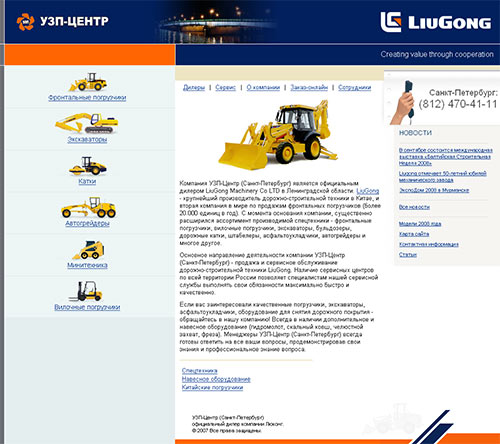 УЗП-ЦЕНТР
LIUGONG
Creating value through cooperation
Фронтальные погрузчики
Экскаваторы
Катки
Автогрейдеры
Минитехника
Вилочные погрузчики
Дилеры | Сервис | О компании | Заказ-онлайн | Сотрудники
Компания УЗП-Центр (Санкт-Петербург) является официальным
дилером LiuGong Machinery Co LTD в Ленинградской области. LiuGong
- крупнейший производитель дорожно-строительной техники в Китае, и
вторая компания в мире по продажам фронтальных погрузчиков (более
20.000 единиц в год). С момента основания компании, существенно
расширился ассортимент производимой спецтехники - фронтальные
погрузчики, вилочные погрузчики, экскаваторы, бульдозеры,
дорожные катки, штабелеры, асфальтоукладчики, автогрейдеры и
многое другое.
Основное направление деятельности компании УЗП-Центр
(Санкт-Петербург) - продажа и сервисное обслуживание
дорожно-строительной техники LiuGong. Наличие сервисных центров
по всей территории России позволяет специалистам нашей сервисной
службы выполнять свои обязанности максимально быстро и
качественно.
Если вас заинтересовали качественные погрузчики, экскаваторы,
асфальтоукладчики, оборудование для снятия дорожного покрытия -
обращайтесь в нашу компанию! Всегда в наличии дополнительное и
навесное оборудование (гидромолот, скальный ковш, челюстной
захват, фреза). Менеджеры УЗП-Центр (Санкт-Петербург) всегда
готовы ответить на все ваши вопросы, продемонстрировав свои
знания и профессиональное знание вопроса.
Спецтехника
Навесное оборудование
Китайские погрузчики
УЗП-Центр (Санкт-Петербург)
официальный дилер компании Люконг.
© 2007 Все права защищены.
Санкт-Петербург:
(812) 470-41-11
НОВОСТИ
В сентябре состоится международная
выставка «Балтийская Строительная
Неделя 2008»
Liugong отмечает 50-летний юбилей
механического завода
ЭкспоДом 2008 в Мурманске
Все новости
Модели 2008 года
Карта сайта
Контактная информация
Статьи